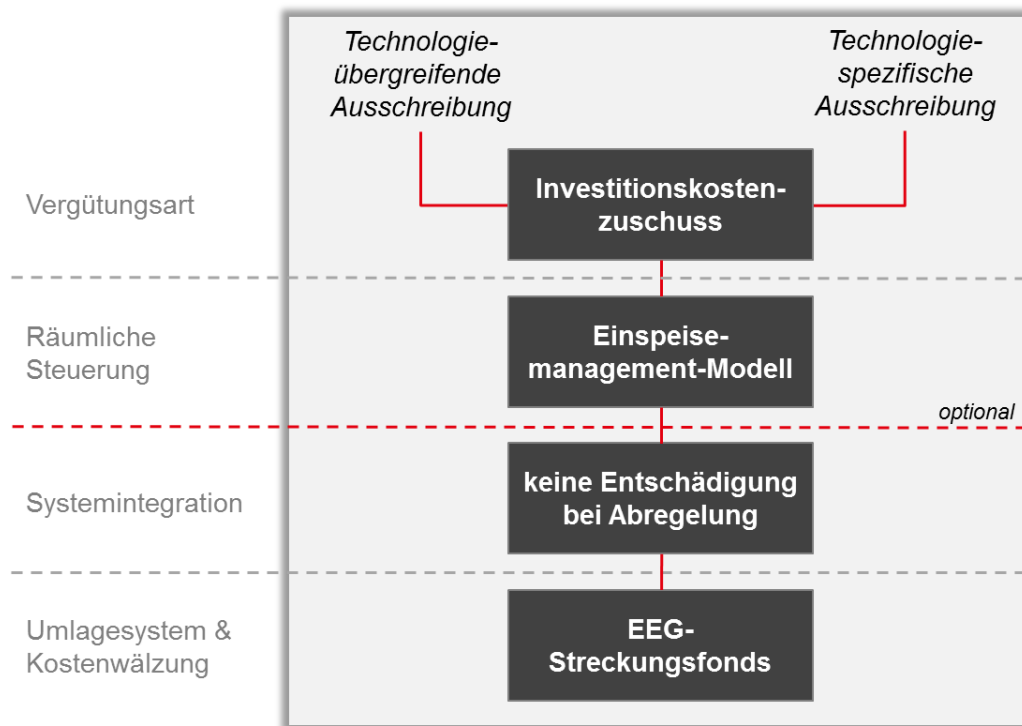 Technologie-
übergreifende
Ausschreibung
Technologie-
spezifische
Ausschreibung
Vergütungsart
Investitionskosten-
zuschuss
Räumliche
Steuerung
Einspeise-
management-Modell
optional
Systemintegration
keine Entschädigung
bei Abregelung
Umlagesystem &
Kostenwälzung
EEG-
Streckungsfonds